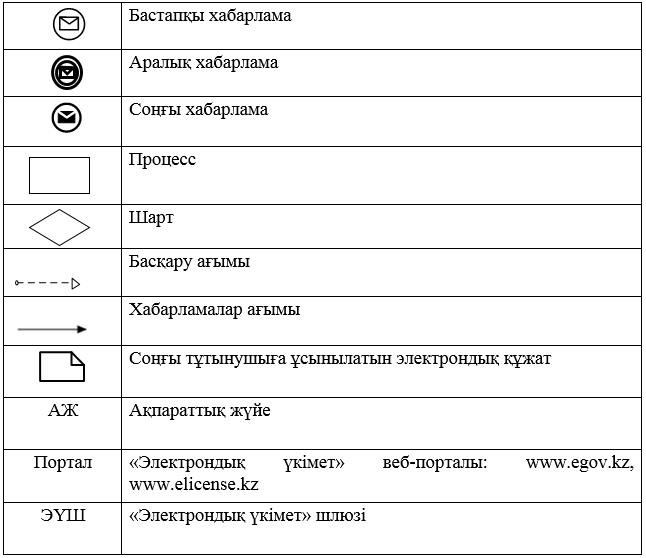 Бастапқы хабарлама
Аралық хабарлама
Соңғы хабарлама
Процесс
Шарт
Басқару ағымы
Хабарламалар ағымы
Соңғы тұтынушыға ұсынылатын электрондық құжат
АЖ Ақпараттық жүйе
Портал «Электрондық үкімет» веб-порталы: www.egov.kz,
www.elicense.kz
ЭҮШ «Электрондық үкімет» шлюзі